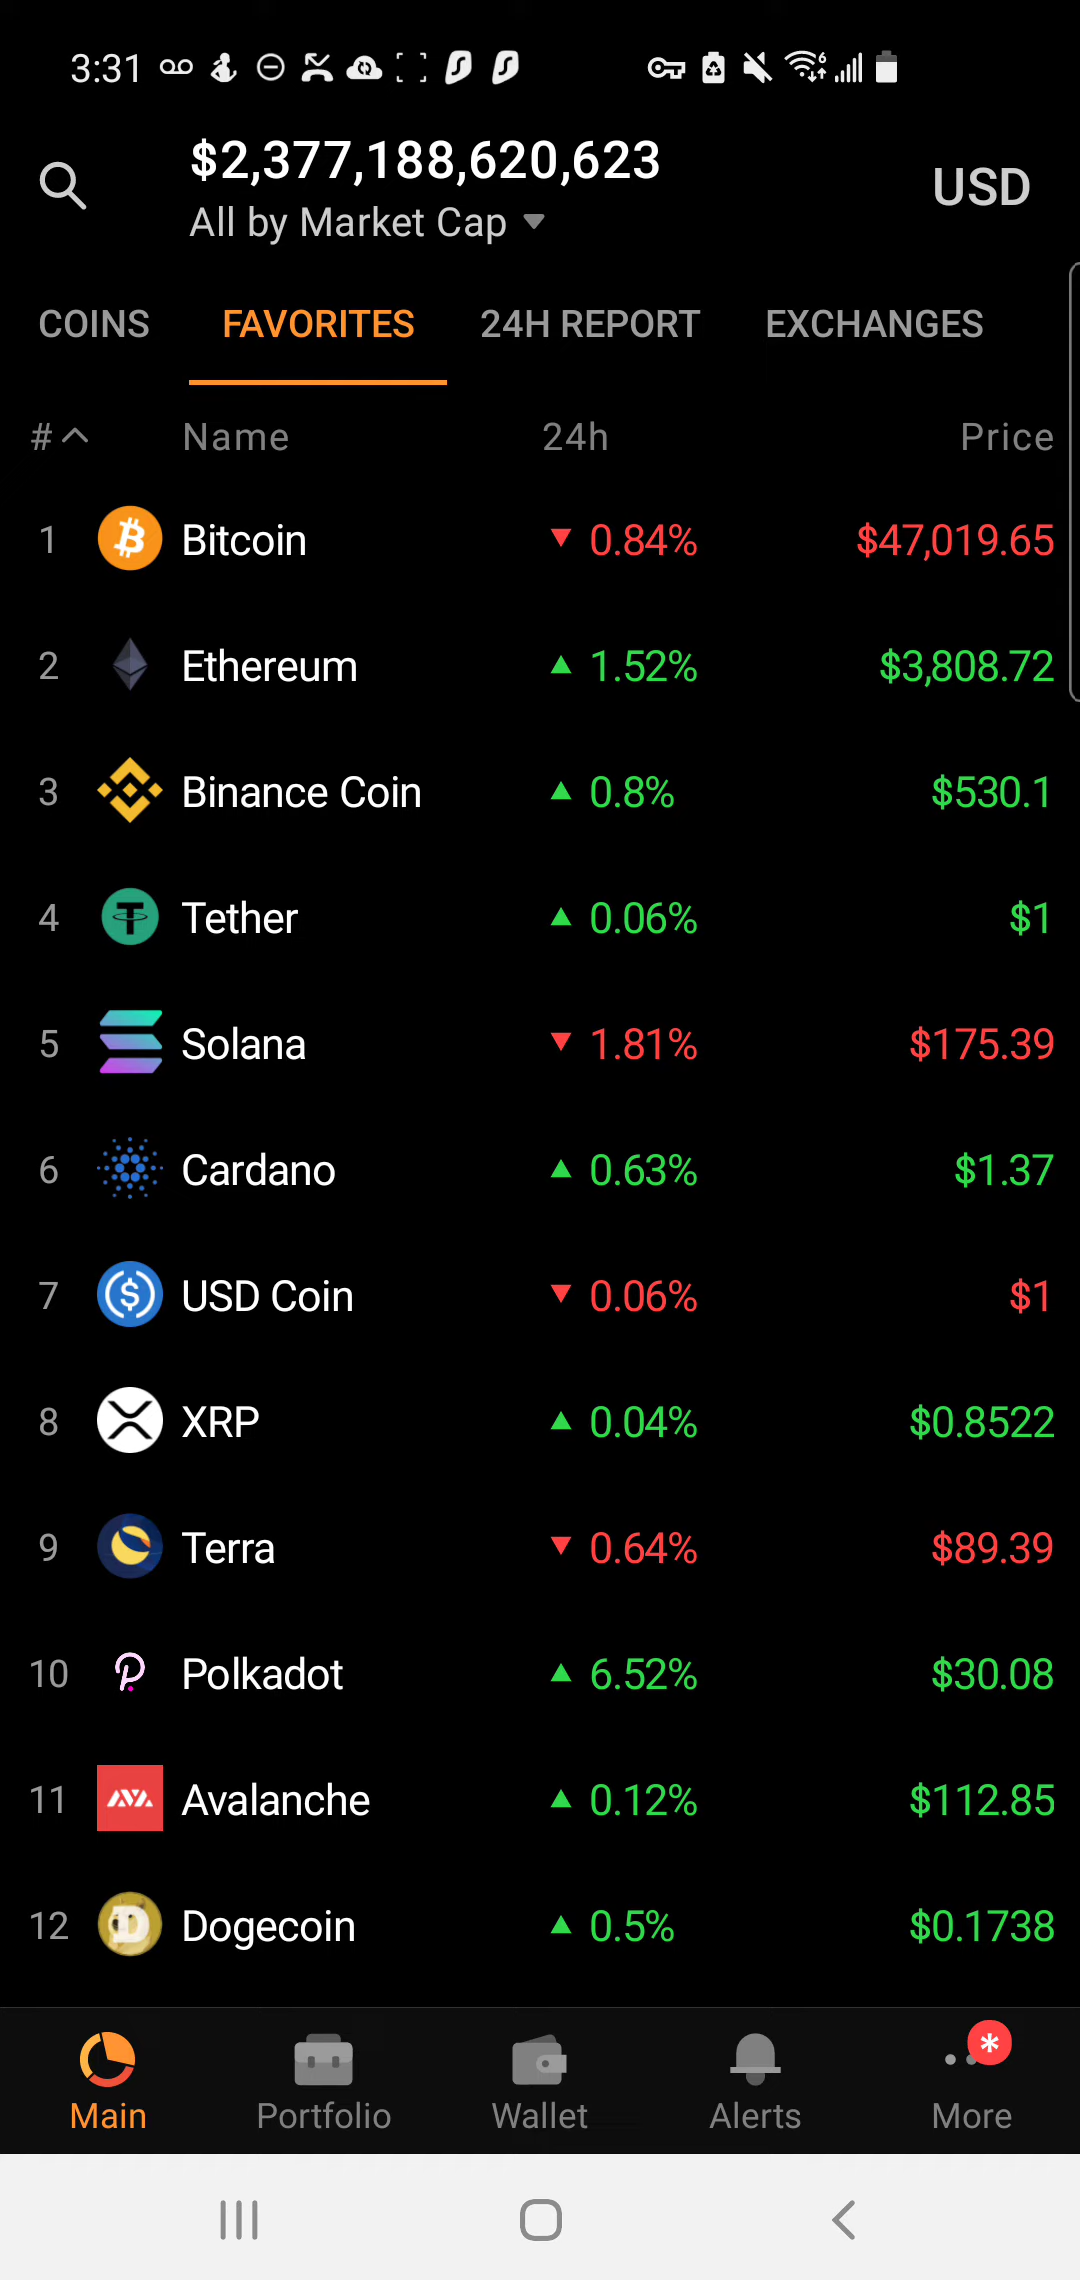 3:31
$2,377,188,620,623
All by Market Cap
USD
COINS FAVORITES 24H REPORT EXCHANGES
# Name 24h Price
1 Bitcoin 0.84% $47,019.65
2 Ethereum 1.52% $3,808.72
3 Binance Coin 0.8% $530.1
4 Tether 0.06% $1
5 Solana 1.81% $175.39
6 Cardano 0.63% $1.37
7 USD Coin 0.06% $1
8 XRP 0.04% $0.8522
9 Terra 0.64% $89.39
10 Polkadot 6.52% $30.08
11 Avalanche 0.12% $112.85
12 Dogecoin 0.5% $0.1738
Main Portfolio Wallet Alerts More